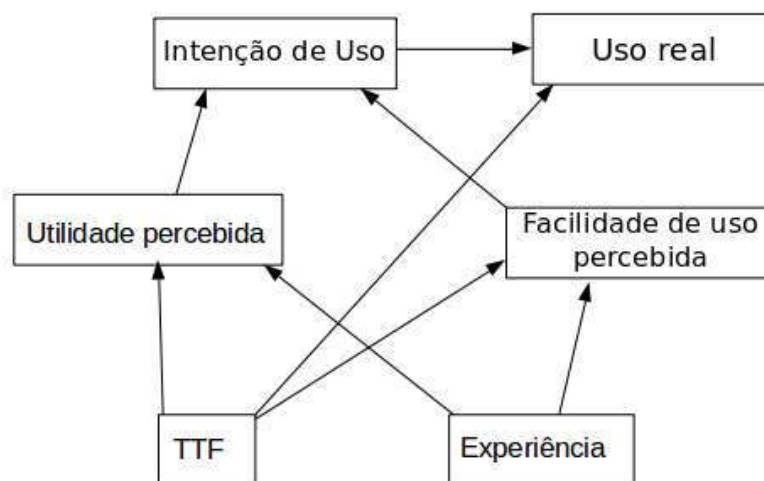 Intenção de Uso
Uso real
Utilidade percebida
Facilidade de uso
percebida
TTF
Experiência